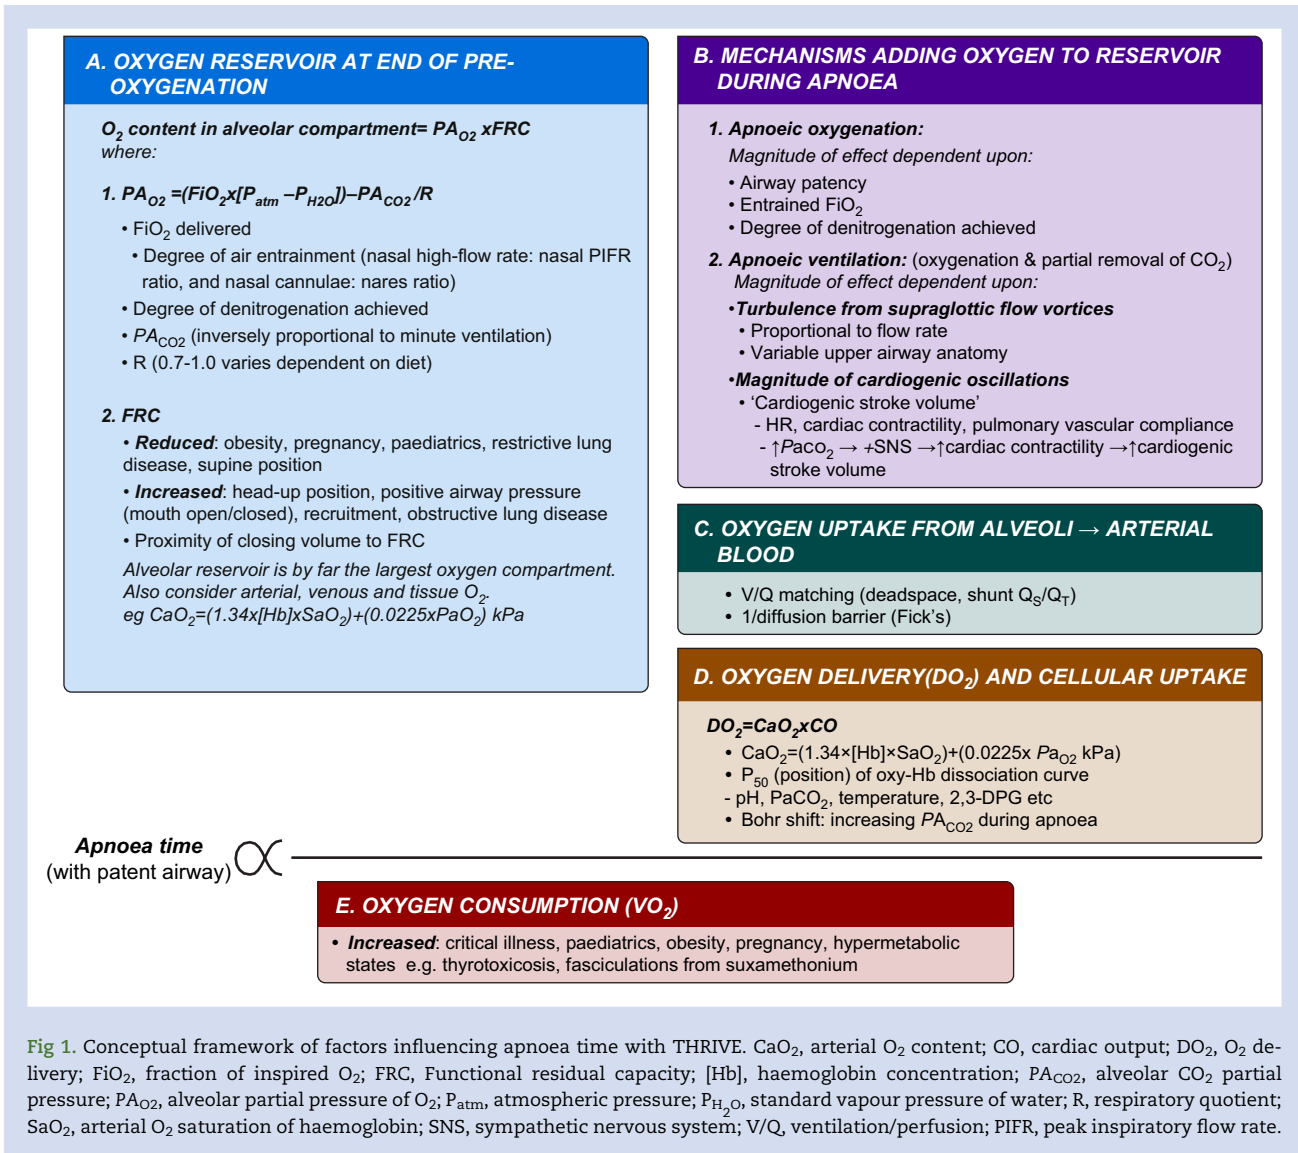 A. OXYGEN RESERVOIR AT END OF PRE-
OXYGENATION
O2 content in alveolar compartment= PAO2 xFRC
where:
1. PAO2 =(FiO2x[Patm –PH2O])–PACO2 /R
• FiO2 delivered
• Degree of air entrainment (nasal high-flow rate: nasal PIFR
ratio, and nasal cannulae: nares ratio)
• Degree of denitrogenation achieved
• PACO2 (inversely proportional to minute ventilation)
• R (0.7-1.0 varies dependent on diet)
2. FRC
• Reduced: obesity, pregnancy, paediatrics, restrictive lung
disease, supine position
• Increased: head-up position, positive airway pressure
(mouth open/closed), recruitment, obstructive lung disease
• Proximity of closing volume to FRC
Alveolar reservoir is by far the largest oxygen compartment.
Also consider arterial, venous and tissue O2.
eg CaO2=(1.34x[Hb]xSaO2)+(0.0225xPaO2) kPa
B. MECHANISMS ADDING OXYGEN TO RESERVOIR
DURING APNOEA
1. Apnoeic oxygenation:
Magnitude of effect dependent upon:
• Airway patency
• Entrained FiO2
• Degree of denitrogenation achieved
2. Apnoeic ventilation: (oxygenation & partial removal of CO2)
Magnitude of effect dependent upon:
•Turbulence from supraglottic flow vortices
• Proportional to flow rate
• Variable upper airway anatomy
•Magnitude of cardiogenic oscillations
• ‘Cardiogenic stroke volume’
- HR, cardiac contractility, pulmonary vascular compliance
- ↑Paco2 → +SNS →↑cardiac contractility →↑cardiogenic
stroke volume
C. OXYGEN UPTAKE FROM ALVEOLI → ARTERIAL
BLOOD
• V/Q matching (deadspace, shunt QS/QT)
• 1/diffusion barrier (Fick's)
D. OXYGEN DELIVERY(DO2) AND CELLULAR UPTAKE
DO2=CaO2xCO
• CaO2=(1.34×[Hb]×SaO2)+(0.0225x PaO2 kPa)
• P50 (position) of oxy-Hb dissociation curve
- pH, PaCO2, temperature, 2,3-DPG etc
• Bohr shift: increasing PACO2 during apnoea
Apnoea time
(with patent airway) ∝
E. OXYGEN CONSUMPTION (VO2)
• Increased: critical illness, paediatrics, obesity, pregnancy, hypermetabolic
states e.g. thyrotoxicosis, fasciculations from suxamethonium
Fig 1. Conceptual framework of factors influencing apnoea time with THRIVE. CaO2, arterial O2 content; CO, cardiac output; DO2, O2 de-
livery; FiO2, fraction of inspired O2; FRC, Functional residual capacity; [Hb], haemoglobin concentration; PACO2, alveolar CO2 partial
pressure; PAO2, alveolar partial pressure of O2; Patm, atmospheric pressure; PH2O, standard vapour pressure of water; R, respiratory quotient;
SaO2, arterial O2 saturation of haemoglobin; SNS, sympathetic nervous system; V/Q, ventilation/perfusion; PIFR, peak inspiratory flow rate.